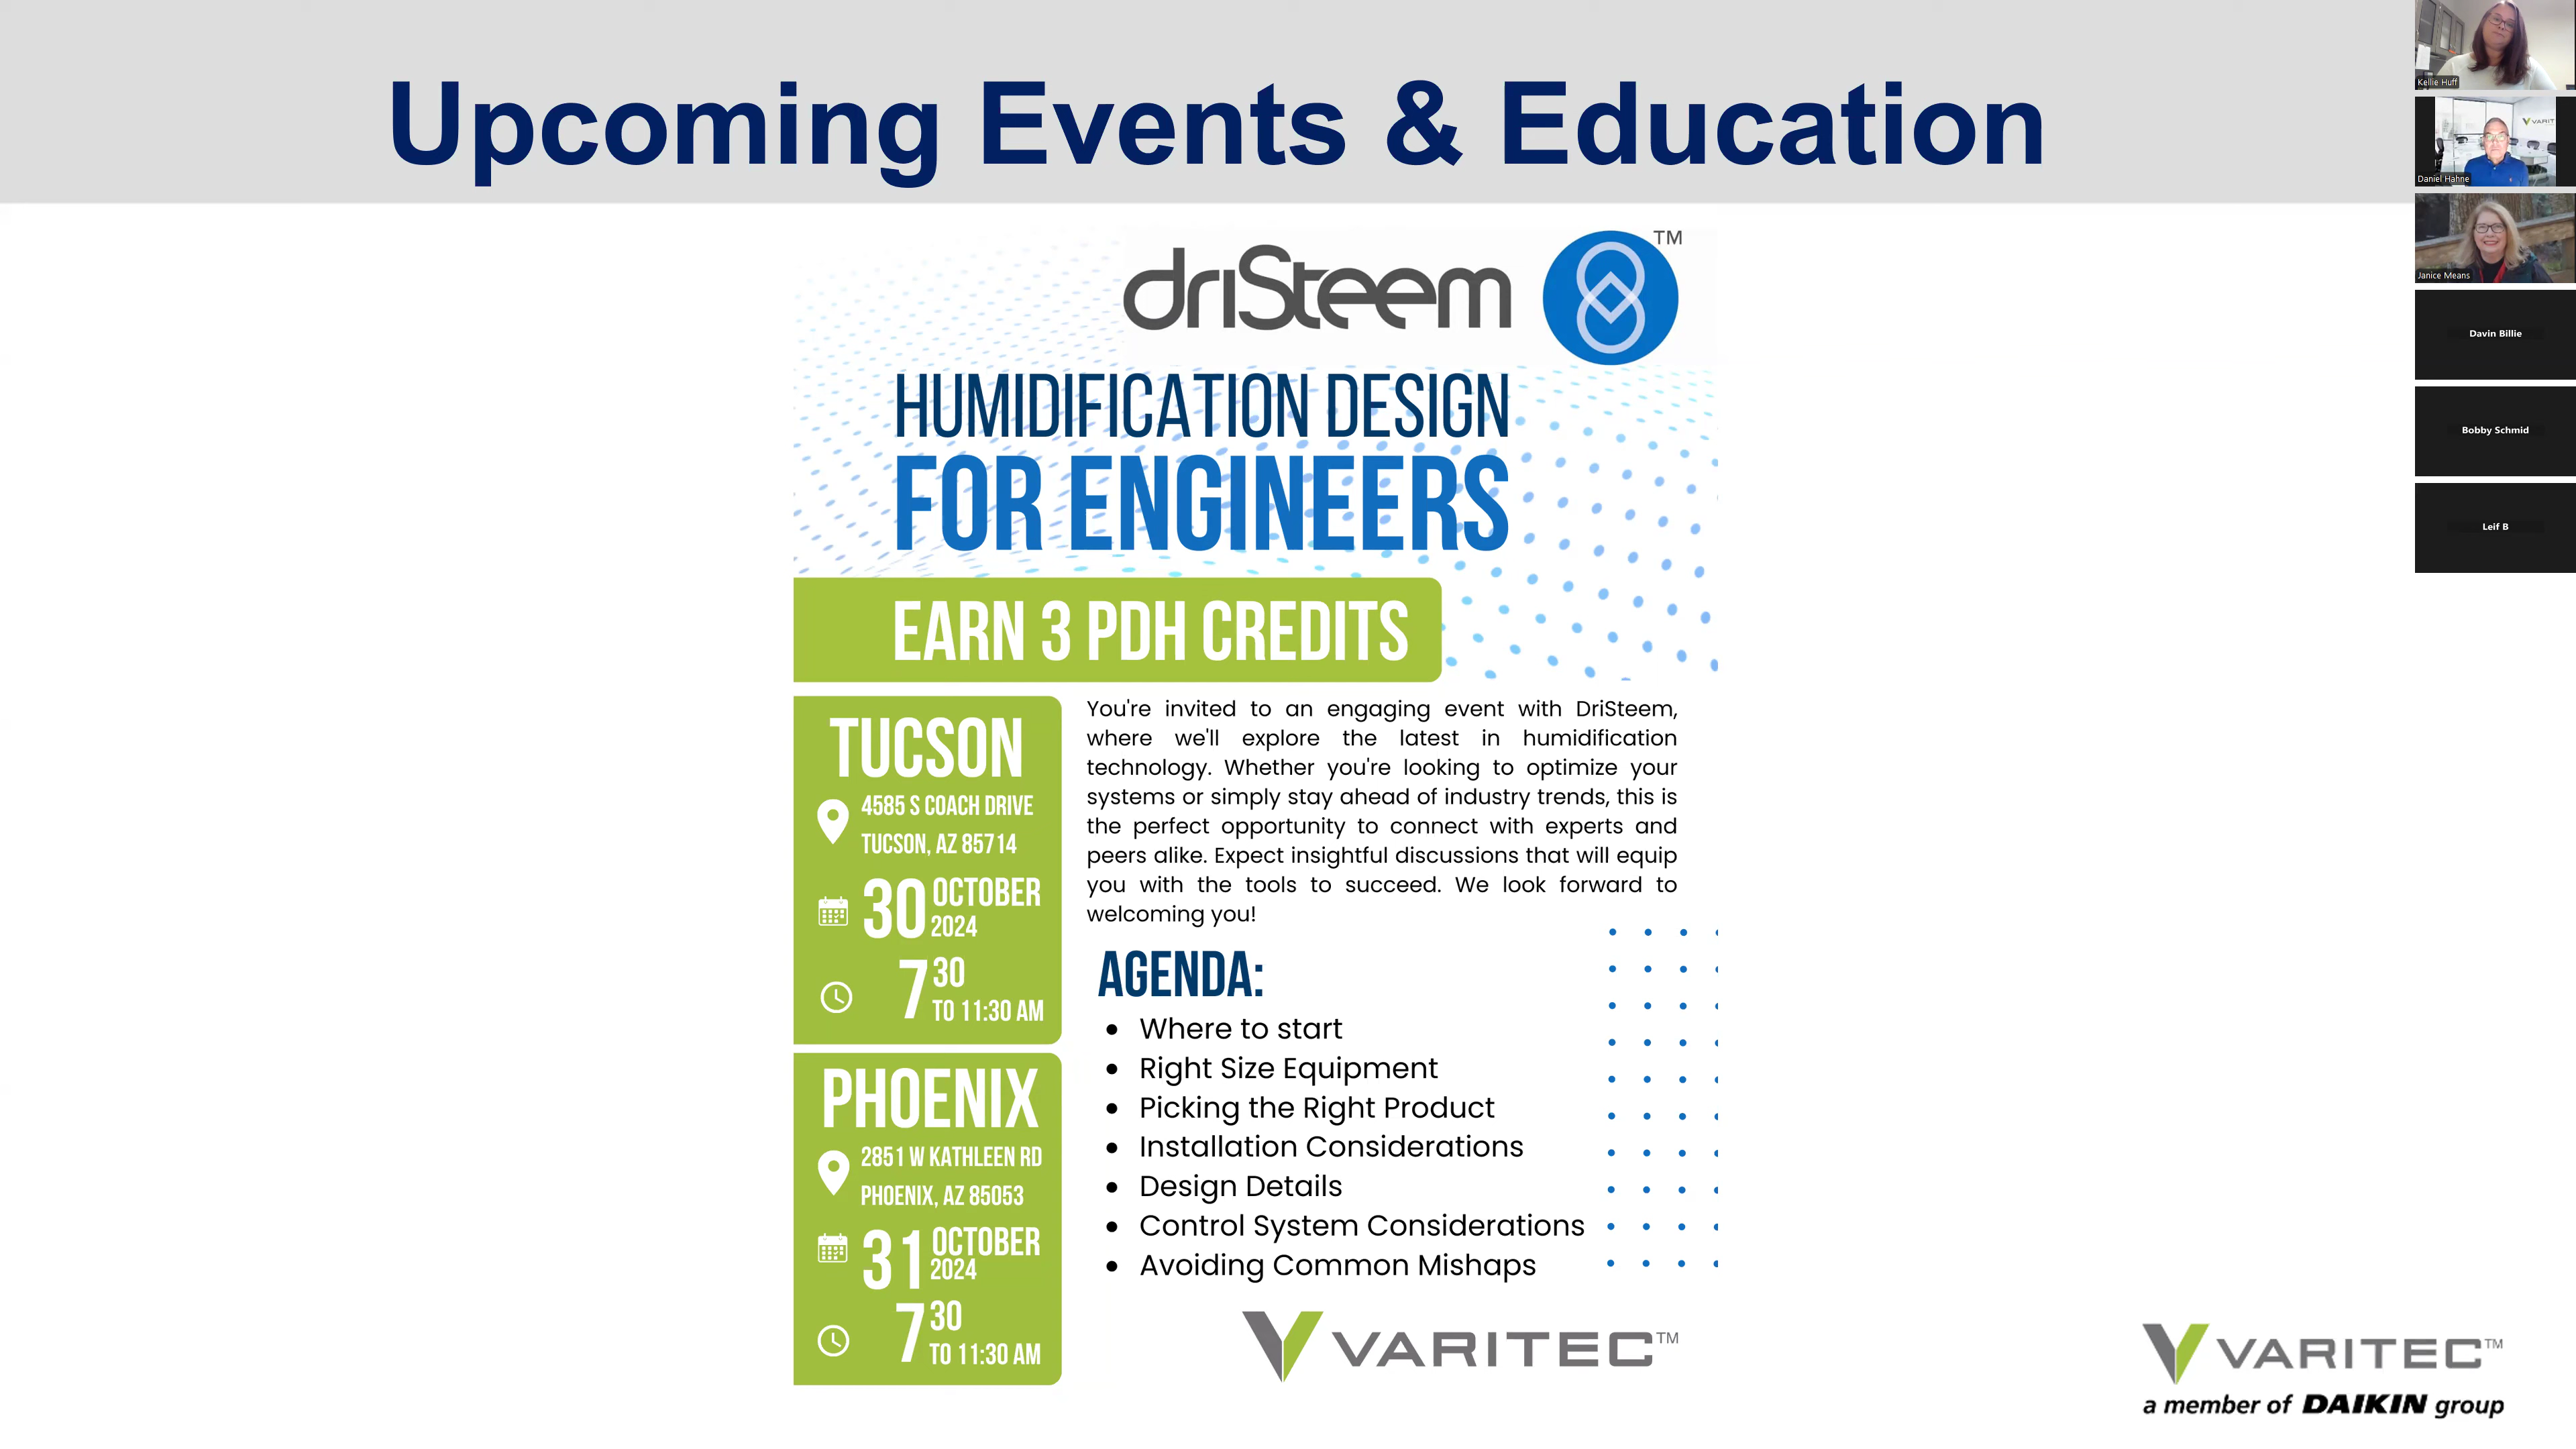 Upcoming Events & Education
driSteem TM
HUMIDIFICATION DESIGN
FOR ENGINEERS
EARN 3 PDH CREDITS
TUCSON
4585 S COACH DRIVE
TUCSON, AZ 85714
30 OCTOBER
2024
7 30
TO 11:30 AM
PHOENIX
2851 W KATHLEEN RD
PHOENIX, AZ 85053
31 OCTOBER
2024
7 30
TO 11:30 AM
You're invited to an engaging event with DriSteem,
where we'll explore the latest in humidification
technology. Whether you're looking to optimize your
systems or simply stay ahead of industry trends, this is
the perfect opportunity to connect with experts and
peers alike. Expect insightful discussions that will equip
you with the tools to succeed. We look forward to
welcoming you!
AGENDA:
• Where to start
• Right Size Equipment
• Picking the Right Product
• Installation Considerations
• Design Details
• Control System Considerations
• Avoiding Common Mishaps
VARITEC TM
VARITEC TM
a member of DAIKIN group
Kellie Huff
VARIT
Daniel Hahne
Janice Means
Davin Billie
Bobby Schmid
Leif B